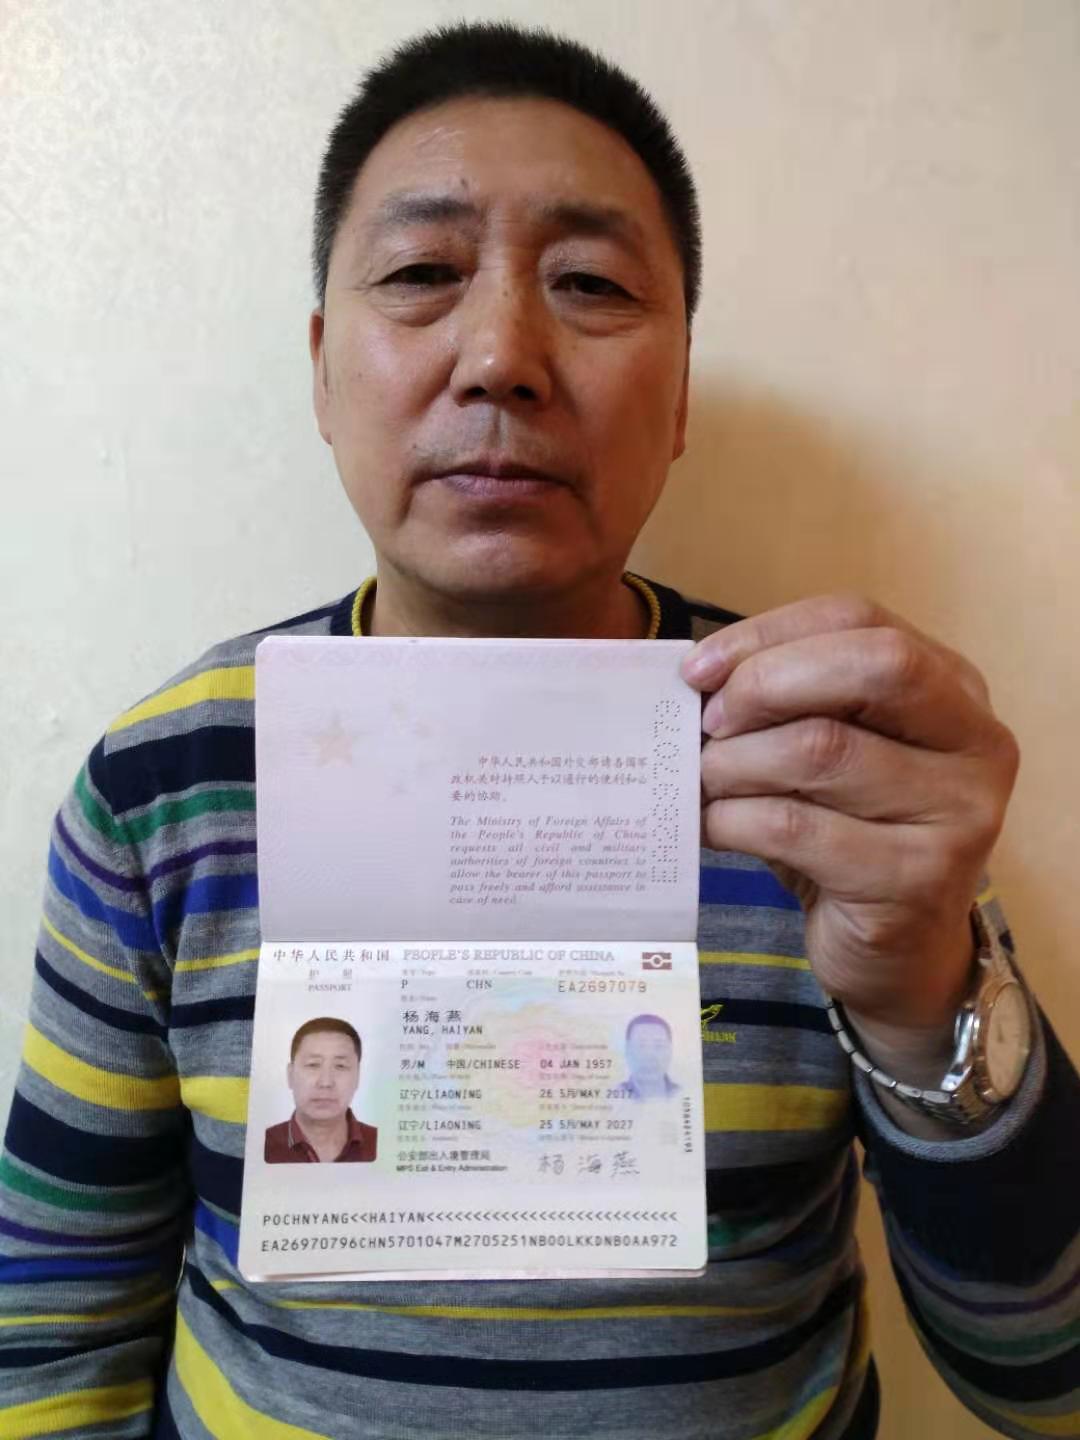 中华人民共和国外交部请各国军
政机关对持照人予以通行的便利和必
要的协助。
The Ministry of Foreign Affairs of
the People's Republic of China
requests all civil and military
authorities of foreign countries to
allow the bearer of this passport to
pass freely and afford assistance in
case of need.
EA2697079
中华人民共和国 PEOPLE'S REPUBLIC OF CHINA
护 照
PASSPORT
P CHN EA2697079
杨海燕
YANG, HAIYAN
男/M 中国/CHINESE 04 JAN 1957
辽宁/LIAONING 26 5月/MAY 2017
辽宁/LIAONING 25 5月/MAY 2027
公安部出入境管理局
MPS Exit & Entry Administration
杨海燕
POCHNYANG<<HAIYAN<<<<<<<<<<<<<<<<<<<<<<<<<<<
EA26970796CHN5701047M2705251NBOOLKKDNBOAA972